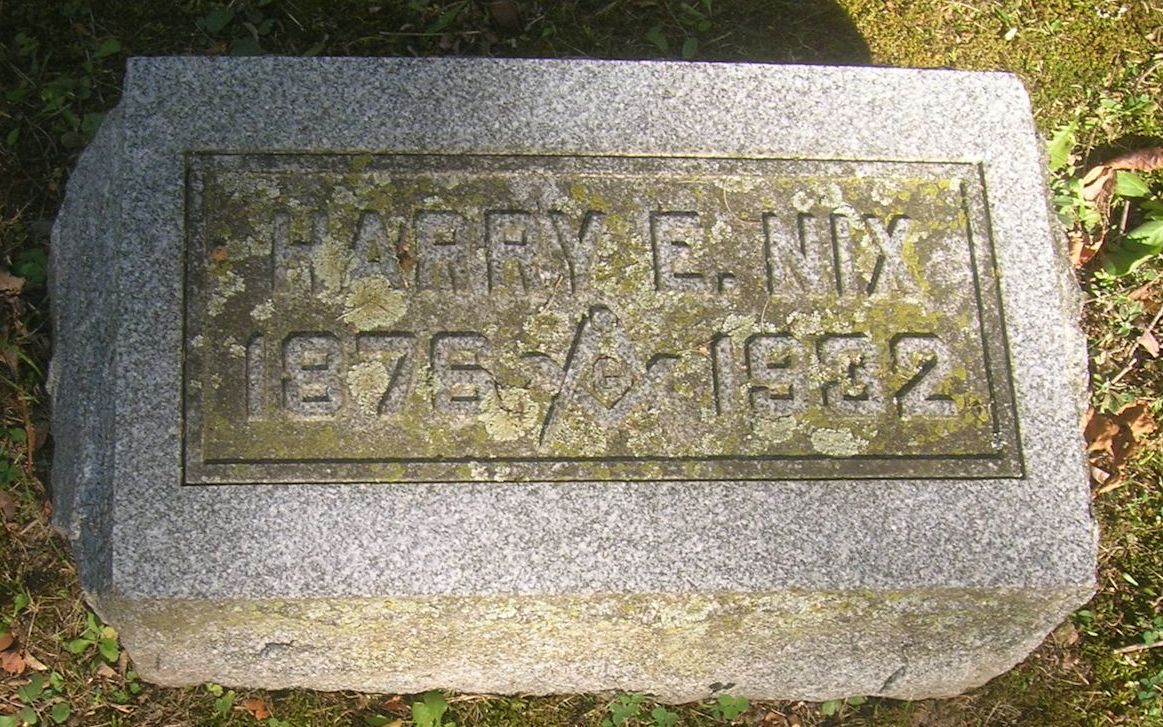 HARRY E. NIX
1876 G 1932